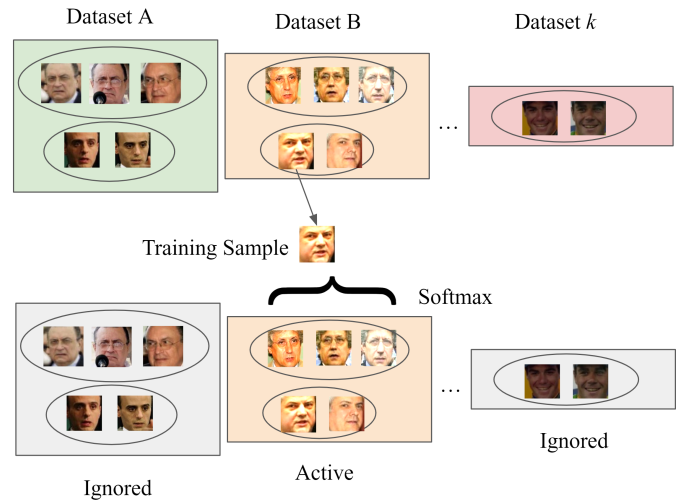 Dataset A
Dataset B
Dataset k
...
Training Sample
Softmax
...
Ignored
Active
Ignored